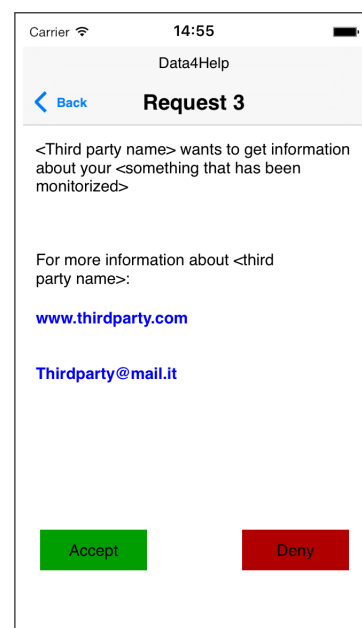 Carrier 14:55
Data4Help
Back Request 3
<Third party name> wants to get information
about your <something that has been
monitorized>
For more information about <third
party name>:
www.thirdparty.com
Thirdparty@mail.it
Accept Deny